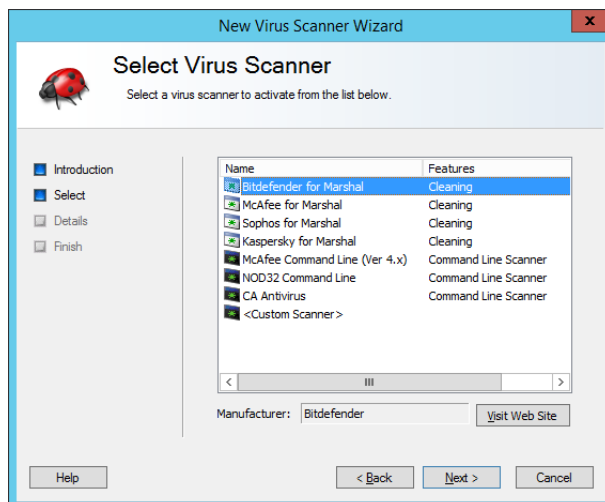 New Virus Scanner Wizard
x
Select Virus Scanner
Select a virus scanner to activate from the list below.
Introduction
Select
Details
Finish
Name Features
Bitdefender for Marshal Cleaning
McAfee for Marshal Cleaning
Sophos for Marshal Cleaning
Kaspersky for Marshal Cleaning
McAfee Command Line (Ver 4.x) Command Line Scanner
NOD32 Command Line Command Line Scanner
CA Antivirus Command Line Scanner
<Custom Scanner>
Manufacturer: Bitdefender Visit Web Site
Help < Back Next > Cancel